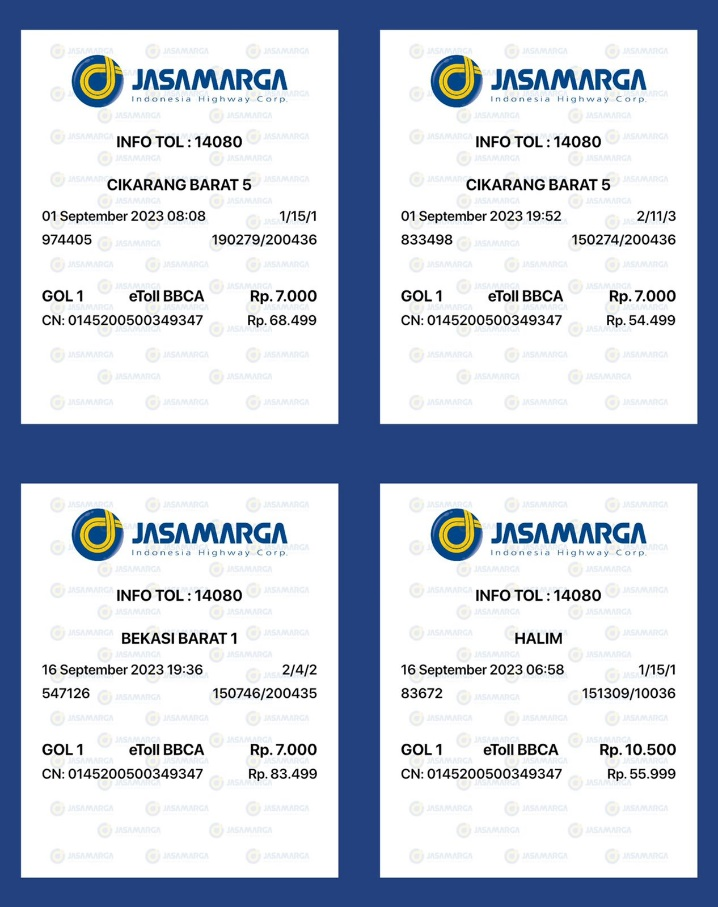 JASAMARGA
Indonesia Highway Corp.
INFO TOL : 14080
CIKARANG BARAT 5
01 September 2023 08:08 1/15/1
974405 190279/200436
GOL 1 eToll BBCA Rp. 7.000
CN: 0145200500349347 Rp. 68.499
JASAMARGA
Indonesia Highway Corp.
INFO TOL : 14080
CIKARANG BARAT 5
01 September 2023 19:52 2/11/3
833498 150274/200436
GOL 1 eToll BBCA Rp. 7.000
CN: 0145200500349347 Rp. 54.499
JASAMARGA
Indonesia Highway Corp.
INFO TOL : 14080
BEKASI BARAT 1
16 September 2023 19:36 2/4/2
547126 150746/200435
GOL 1 eToll BBCA Rp. 7.000
CN: 0145200500349347 Rp. 83.499
JASAMARGA
Indonesia Highway Corp.
INFO TOL : 14080
HALIM
16 September 2023 06:58 1/15/1
83672 151309/10036
GOL 1 eToll BBCA Rp. 10.500
CN: 0145200500349347 Rp. 55.999